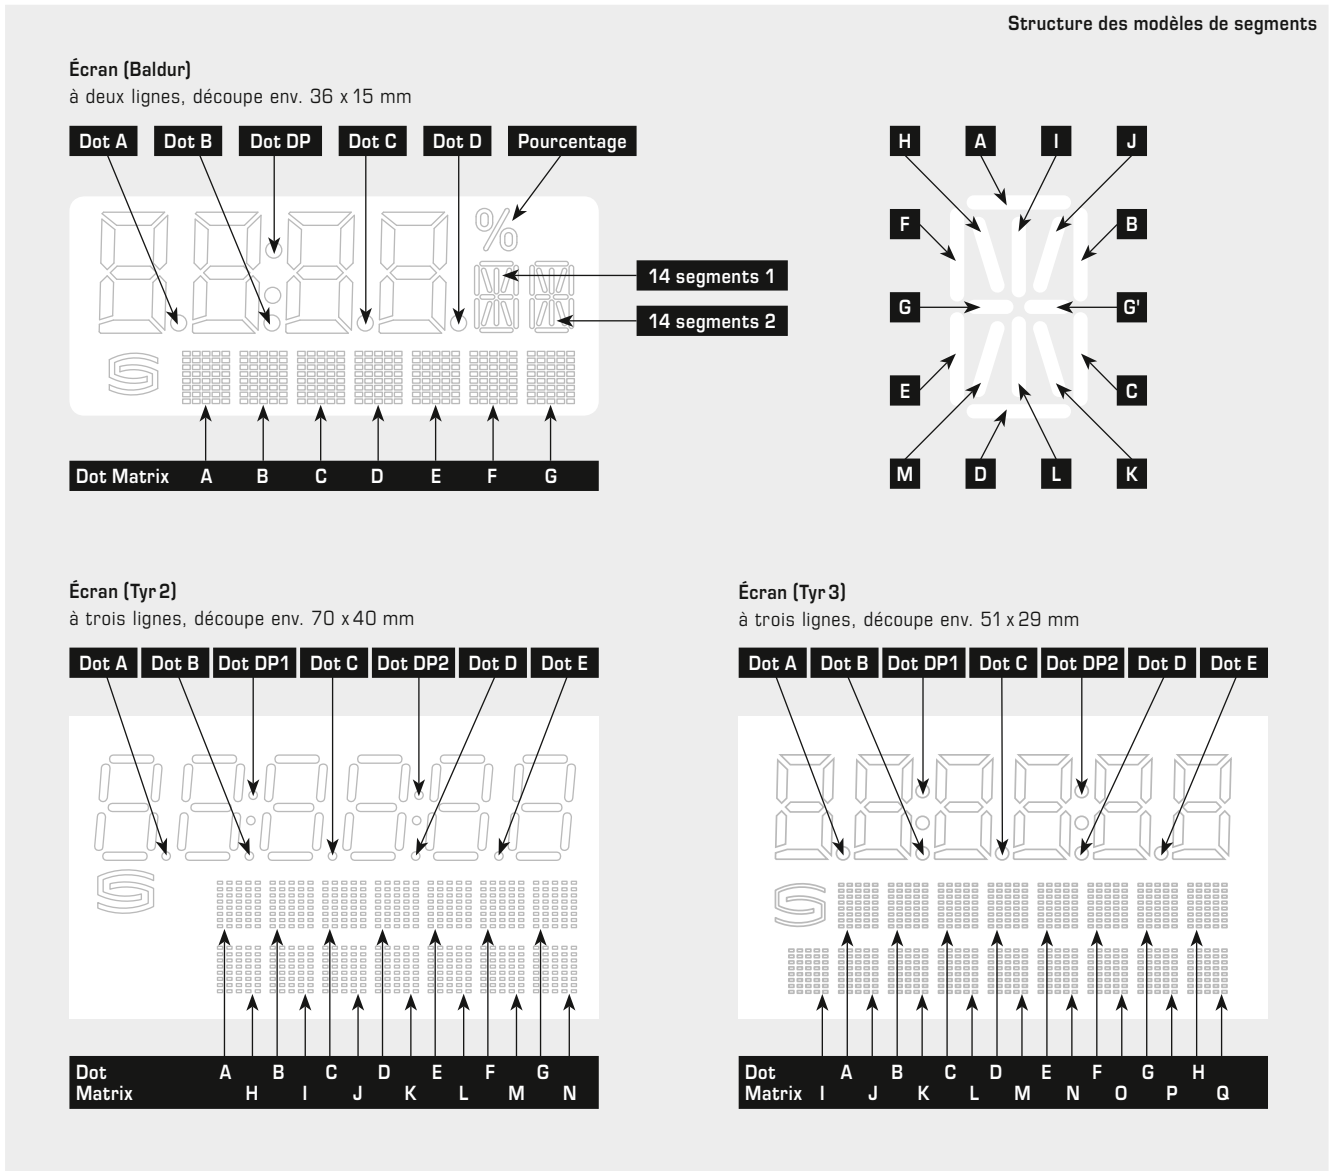 Structure des modèles de segments
Écran (Baldur)
à deux lignes, découpe env. 36 x 15 mm
Dot A Dot B Dot DP Dot C Dot D Pourcentage
H A I J
F B
14 segments 1
G G'
14 segments 2
E C
M D L K
Dot Matrix A B C D E F G
Écran (Tyr 2)
à trois lignes, découpe env. 70 x 40 mm
Dot A Dot B Dot DP1 Dot C Dot DP2 Dot D Dot E
Dot A B C D E F G
Matrix H I J K L M N
Écran (Tyr 3)
à trois lignes, découpe env. 51 x 29 mm
Dot A Dot B Dot DP1 Dot C Dot DP2 Dot D Dot E
Dot A B C D E F G H
Matrix I J K L M N O P Q